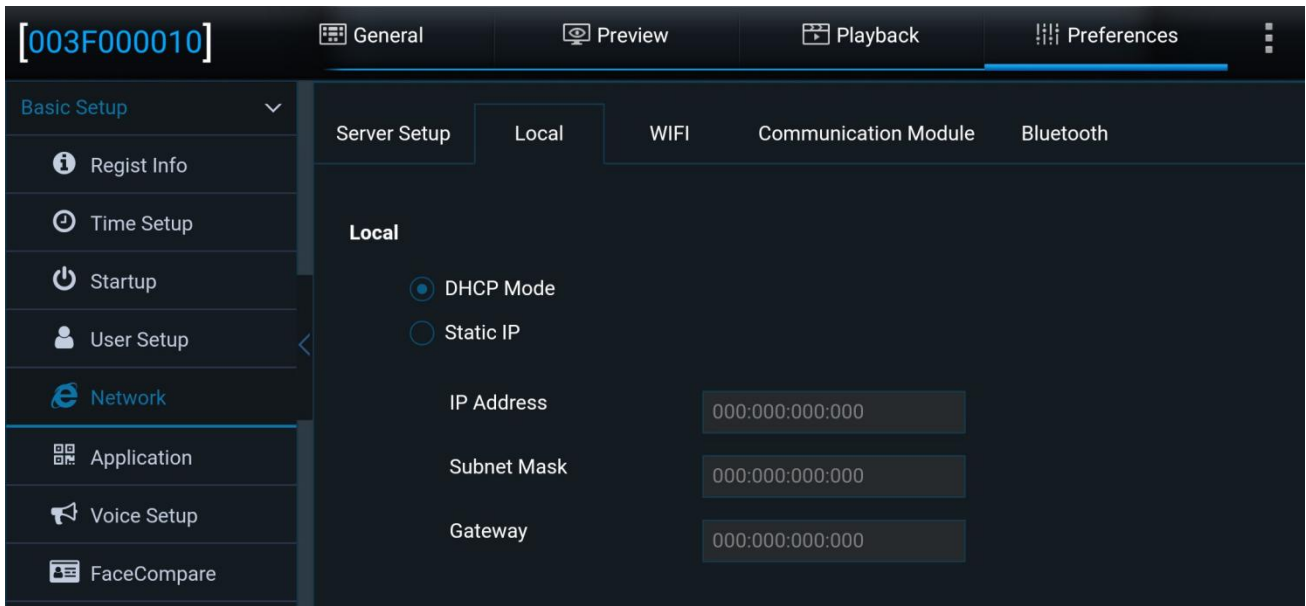 [003F000010]
General
Preview
Playback
Preferences
Basic Setup
Regist Info
Time Setup
Startup
User Setup
Network
Application
Voice Setup
FaceCompare
Server Setup
Local
WIFI
Communication Module
Bluetooth
Local
DHCP Mode
Static IP
IP Address
000:000:000:000
Subnet Mask
000:000:000:000
Gateway
000:000:000:000